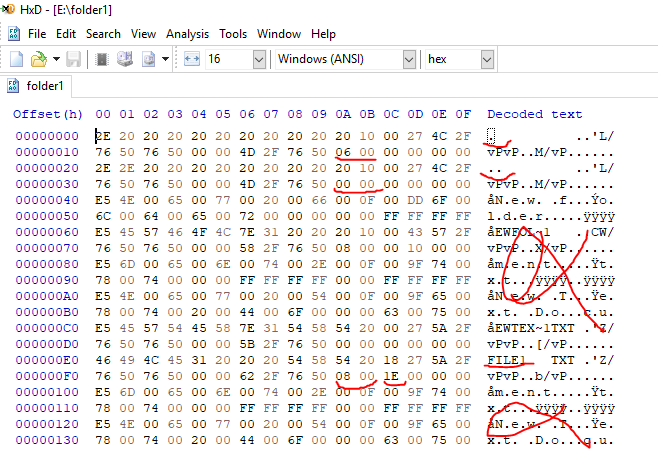 HxD - [E:\folder1]
File Edit Search View Analysis Tools Window Help
16 Windows (ANSI) hex
folder1
Offset(h) 00 01 02 03 04 05 06 07 08 09 0A 0B 0C 0D 0E 0F Decoded text
00000000 2E 20 20 20 20 20 20 20 20 20 20 10 00 27 4C 2F . ..'L/
00000010 76 50 76 50 00 00 4D 2F 76 50 06 00 00 00 00 00 vPvP..M/vP......
00000020 2E 2E 20 20 20 20 20 20 20 20 20 10 00 27 4C 2F .. ..'L/
00000030 76 50 76 50 00 00 4D 2F 76 50 00 00 00 00 00 00 vPvP..M/vP......
00000040 E5 4E 00 65 00 77 00 20 00 66 00 0F 00 DD 6F 00 åN.e.w. .f...Ýo.
00000050 6C 00 64 00 65 00 72 00 00 00 00 00 FF FF FF FF l.d.e.r.....ÿÿÿÿ
00000060 E5 45 57 46 4F 4C 7E 31 20 20 20 10 00 43 57 2F åEWFOL~1 ..CW/
00000070 76 50 76 50 00 00 58 2F 76 50 08 00 00 10 00 00 vPvP..X/vP......
00000080 E5 6D 00 65 00 6E 00 74 00 2E 00 0F 00 9F 74 00 åm.e.n.t.....Ÿt.
00000090 78 00 74 00 00 00 FF FF FF FF 00 00 FF FF FF FF x.t...ÿÿÿÿ..ÿÿÿÿ
000000A0 E5 4E 00 65 00 77 00 20 00 54 00 0F 00 9F 65 00 åN.e.w. .T...Ÿe.
000000B0 78 00 74 00 20 00 44 00 6F 00 00 00 63 00 75 00 x.t. .D.o...c.u.
000000C0 E5 45 57 54 45 58 7E 31 54 58 54 20 00 27 5A 2F åEWTEX~1TXT .'Z/
000000D0 76 50 76 50 00 00 5B 2F 76 50 00 00 00 00 00 00 vPvP..[/vP......
000000E0 46 49 4C 45 31 20 20 20 54 58 54 20 18 27 5A 2F FILE1 TXT .'Z/
000000F0 76 50 76 50 00 00 62 2F 76 50 08 00 1E 00 00 00 vPvP..b/vP......
00000100 E5 6D 00 65 00 6E 00 74 00 2E 00 0F 00 9F 74 00 åm.e.n.t.....Ÿt.
00000110 78 00 74 00 00 00 FF FF FF FF 00 00 FF FF FF FF x.t...ÿÿÿÿ..ÿÿÿÿ
00000120 E5 4E 00 65 00 77 00 20 00 54 00 0F 00 9F 65 00 åN.e.w. .T...Ÿe.
00000130 78 00 74 00 20 00 44 00 6F 00 00 00 63 00 75 00 x.t. .D.o...c.u.